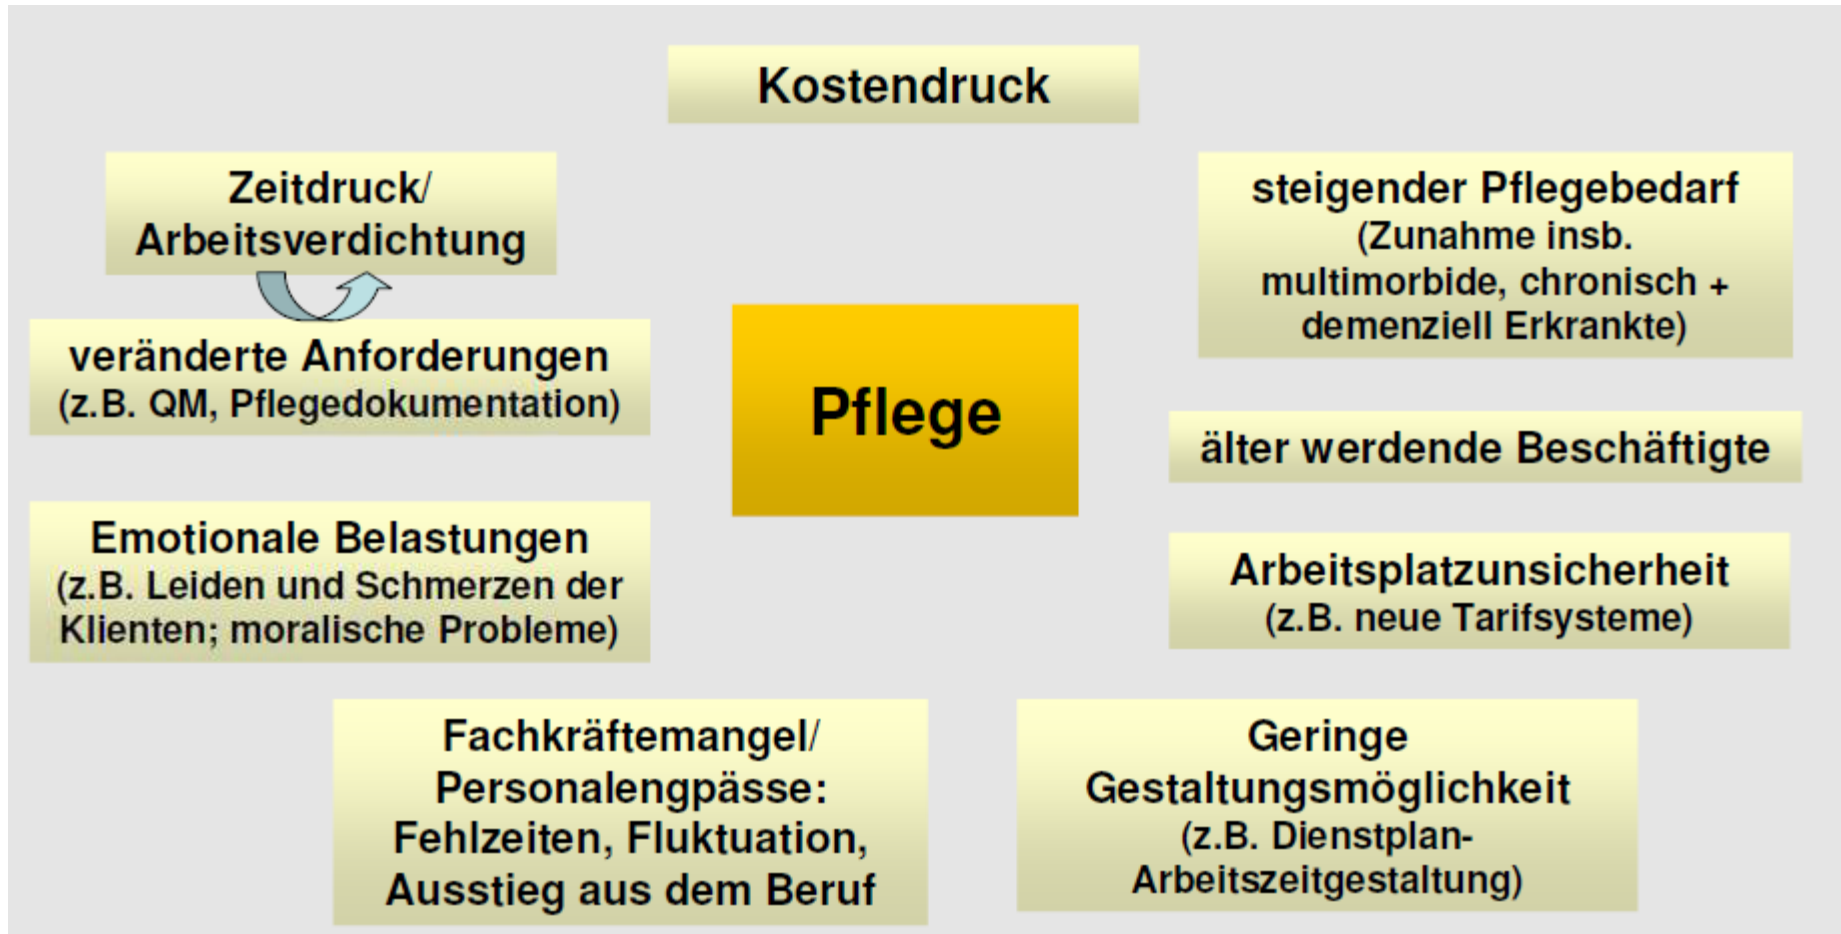 Kostendruck
Zeitdruck/
Arbeitsverdichtung
veränderte Anforderungen
(z.B. QM, Pflegedokumentation)
Emotionale Belastungen
(z.B. Leiden und Schmerzen der
Klienten; moralische Probleme)
Pflege
steigender Pflegebedarf
(Zunahme insb.
multimorbide, chronisch +
demenziell Erkrankte)
älter werdende Beschäftigte
Arbeitsplatzunsicherheit
(z.B. neue Tarifsysteme)
Fachkräftemangel/
Personalengpässe:
Fehlzeiten, Fluktuation,
Ausstieg aus dem Beruf
Geringe
Gestaltungsmöglichkeit
(z.B. Dienstplan-
Arbeitszeitgestaltung)